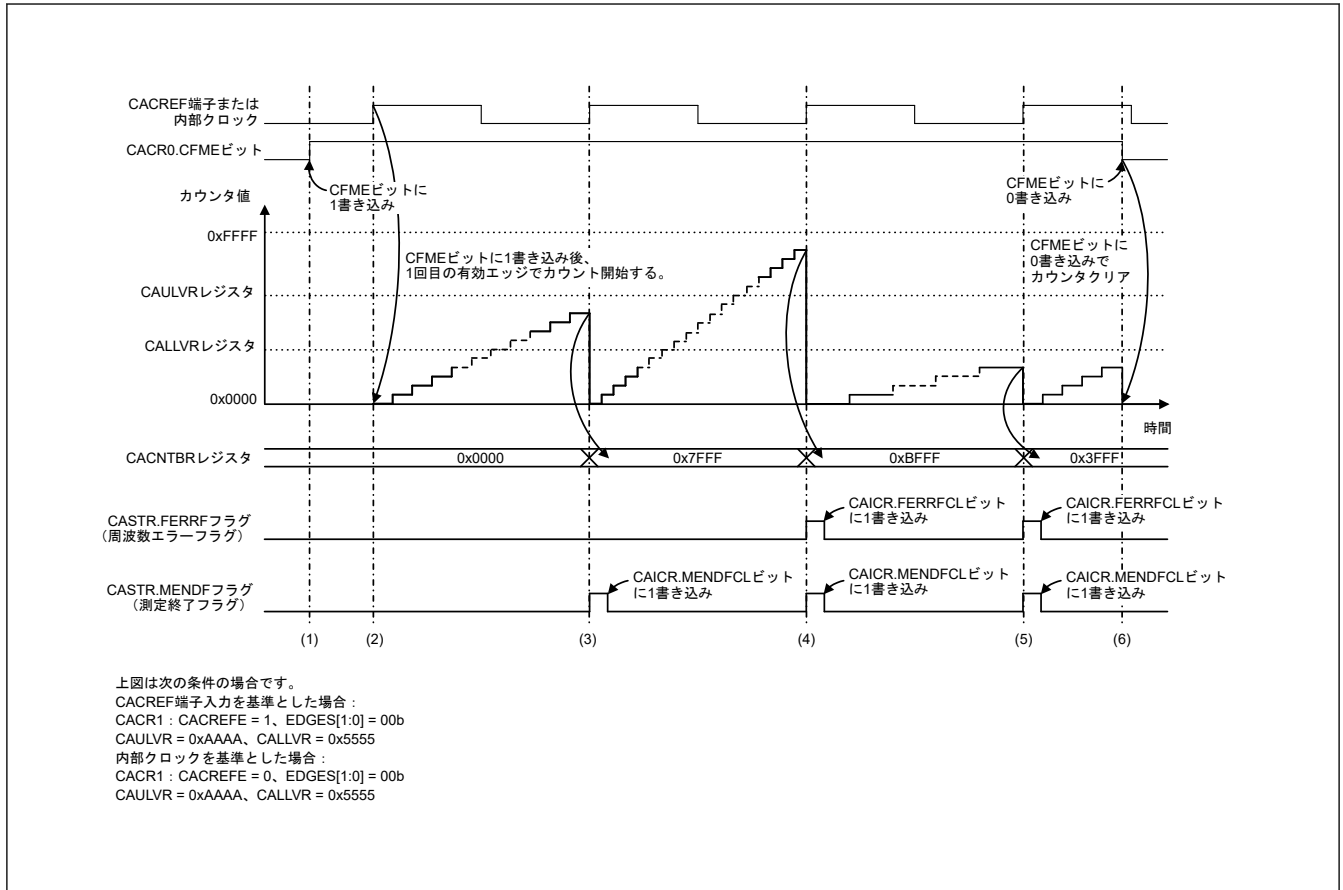 CACREF端子または
内部クロック
CACR0.CFMEビット
CFMEビットに
1書き込み
CFMEビットに
0書き込み
カウンタ値
0xFFFF
CFMEビットに1書き込み後、
1回目の有効エッジでカウント開始する。
CFMEビットに
0書き込みで
カウンタクリア
CAULVRレジスタ
CALLVRレジスタ
0x0000
時間
CACNTBRレジスタ
0x0000
0x7FFF
0xBFFF
0x3FFF
CASTR.FERRFフラグ
（周波数エラーフラグ）
CAICR.FERRFCLビット
に1書き込み
CAICR.FERRFCLビット
に1書き込み
CASTR.MENDFフラグ
（測定終了フラグ）
CAICR.MENDFCLビット
に1書き込み
CAICR.MENDFCLビット
に1書き込み
CAICR.MENDFCLビット
に1書き込み
(1)
(2)
(3)
(4)
(5)
(6)
上図は次の条件の場合です。
CACREF端子入力を基準とした場合：
CACR1：CACREFE = 1、EDGES[1:0] = 00b
CAULVR = 0xAAAA、CALLVR = 0x5555
内部クロックを基準とした場合：
CACR1：CACREFE = 0、EDGES[1:0] = 00b
CAULVR = 0xAAAA、CALLVR = 0x5555